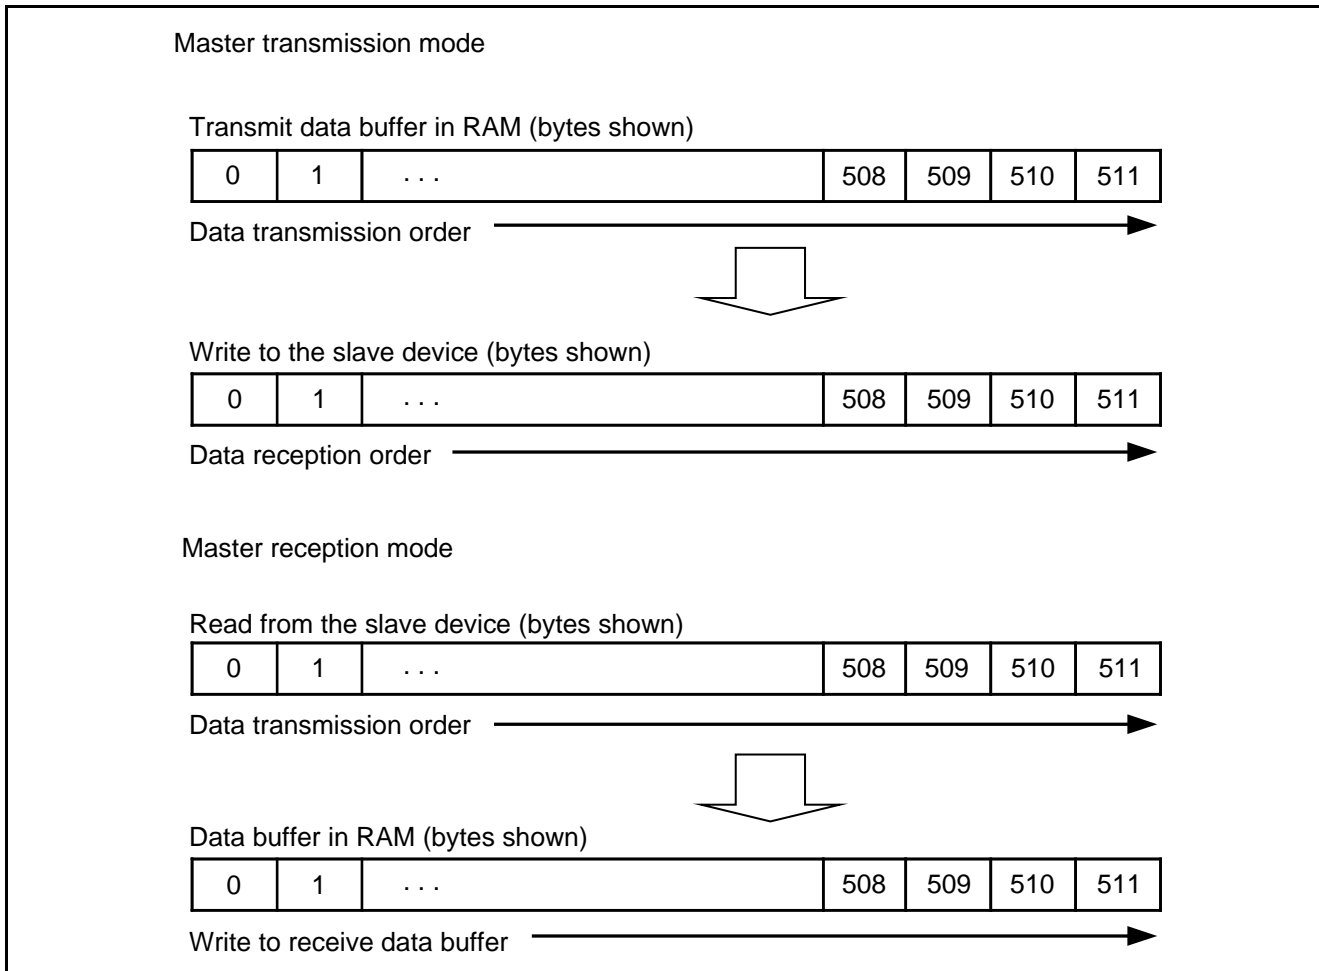 Master transmission mode
Transmit data buffer in RAM (bytes shown)
0 1 . . . 508 509 510 511
Data transmission order
Write to the slave device (bytes shown)
0 1 . . . 508 509 510 511
Data reception order
Master reception mode
Read from the slave device (bytes shown)
0 1 . . . 508 509 510 511
Data transmission order
Data buffer in RAM (bytes shown)
0 1 . . . 508 509 510 511
Write to receive data buffer